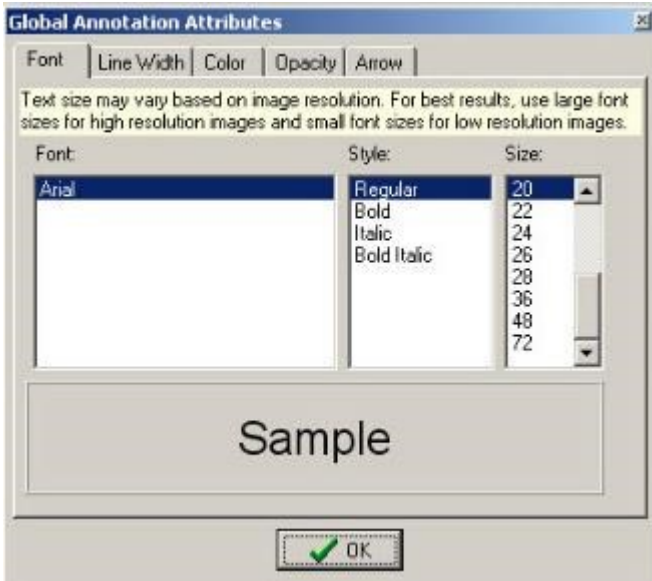 Global Annotation Attributes
Font Line Width Color Opacity Arrow
Text size may vary based on image resolution. For best results, use large font
sizes for high resolution images and small font sizes for low resolution images.
Font: Style: Size:
Arial Regular 20
Bold 22
Italic 24
Bold Italic 26
28
36
48
72
Sample
OK